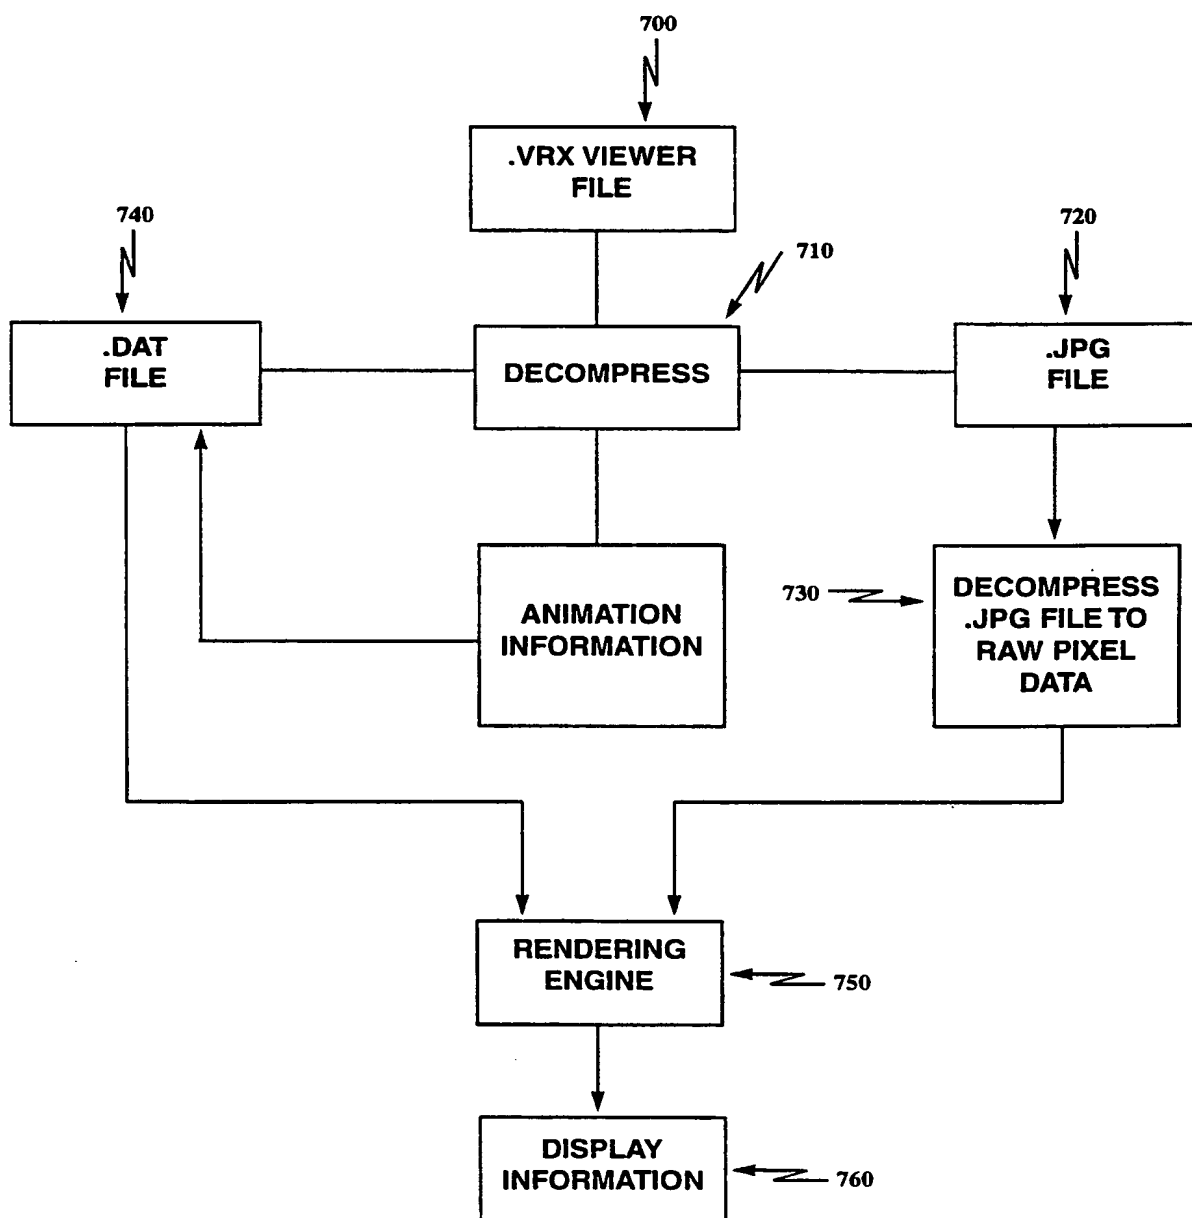 700
.VRX VIEWER
FILE
740
720
710
.DAT
FILE
DECOMPRESS
.JPG
FILE
ANIMATION
INFORMATION
730
DECOMPRESS
.JPG FILE TO
RAW PIXEL
DATA
RENDERING
ENGINE
750
DISPLAY
INFORMATION
760